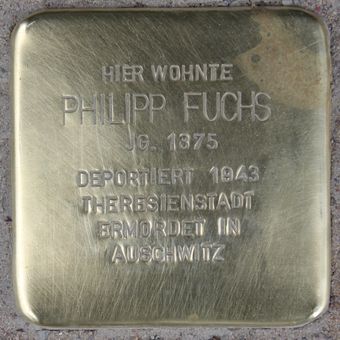 HIER WOHNTE
PHILIPP FUCHS
JG. 1875
DEPORTIERT 1943
THERESIENSTADT
ERMORDET IN
AUSCHWITZ